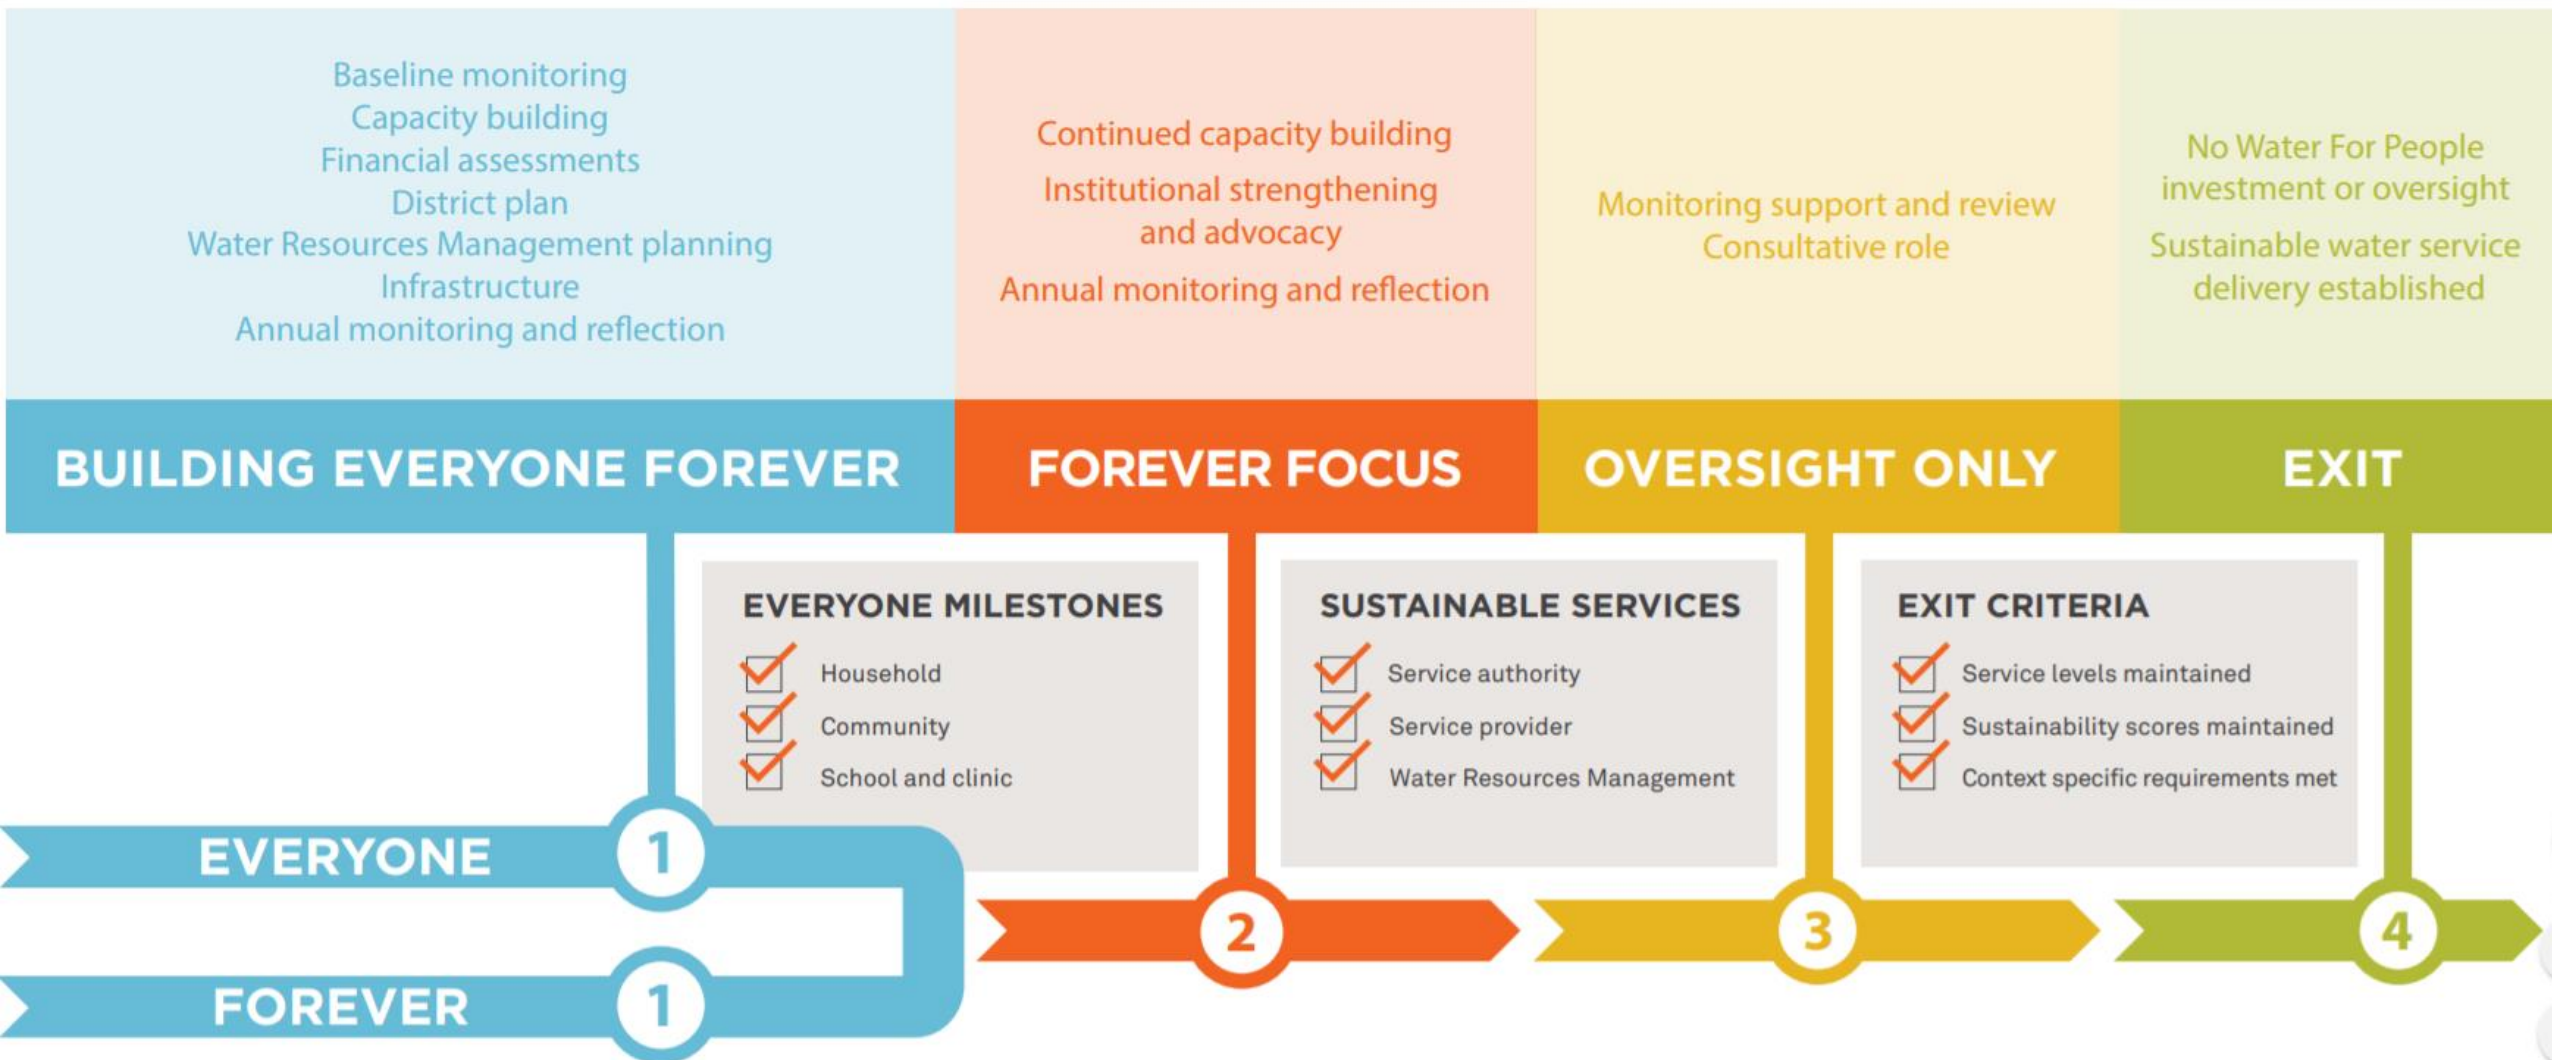 Baseline monitoring
Capacity building
Financial assessments
District plan
Water Resources Management planning
Infrastructure
Annual monitoring and reflection
Continued capacity building
Institutional strengthening
and advocacy
Annual monitoring and reflection
Monitoring support and review
Consultative role
No Water For People
investment or oversight
Sustainable water service
delivery established
BUILDING EVERYONE FOREVER
FOREVER FOCUS
OVERSIGHT ONLY
EXIT
EVERYONE MILESTONES
Household
Community
School and clinic
SUSTAINABLE SERVICES
Service authority
Service provider
Water Resources Management
EXIT CRITERIA
Service levels maintained
Sustainability scores maintained
Context specific requirements met
EVERYONE
1
FOREVER
1
2
3
4